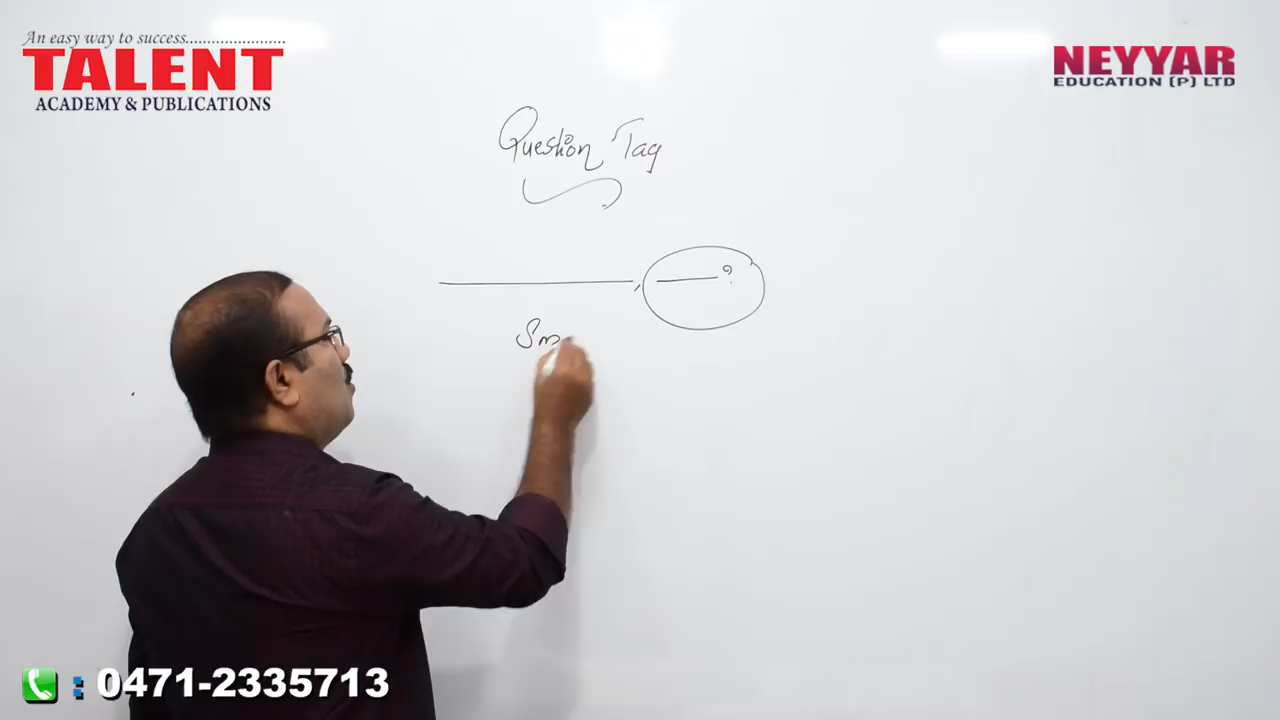 An easy way to success.......................
TALENT
ACADEMY & PUBLICATIONS
NEYYAR
EDUCATION (P) LTD
Question Tag
, ?
: 0471-2335713